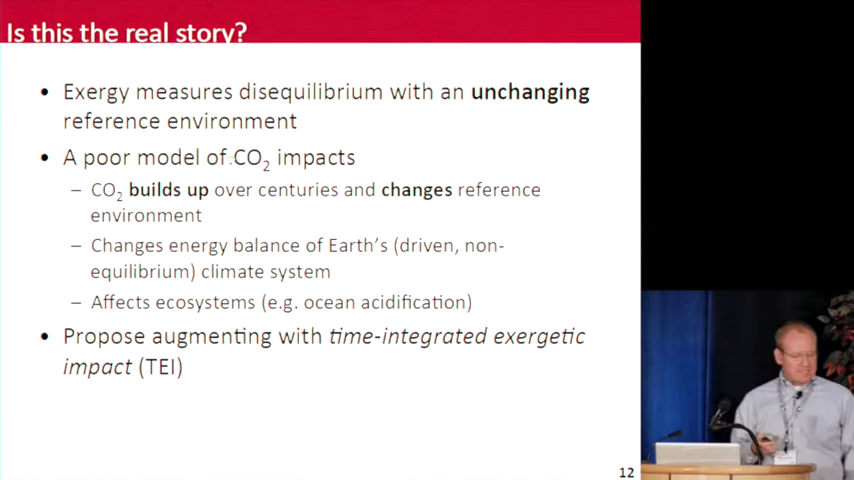 Is this the real story?
• Exergy measures disequilibrium with an unchanging
reference environment
• A poor model of CO₂ impacts
– CO₂ builds up over centuries and changes reference
environment
– Changes energy balance of Earth's (driven, non-
equilibrium) climate system
– Affects ecosystems (e.g. ocean acidification)
• Propose augmenting with time-integrated exergetic
impact (TEI)
12